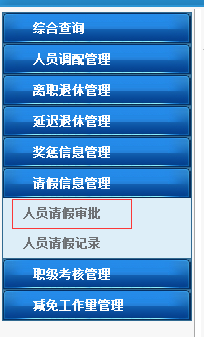 综合查询
人员调配管理
离职退休管理
延迟退休管理
奖惩信息管理
请假信息管理
人员请假审批
人员请假记录
职级考核管理
减免工作量管理